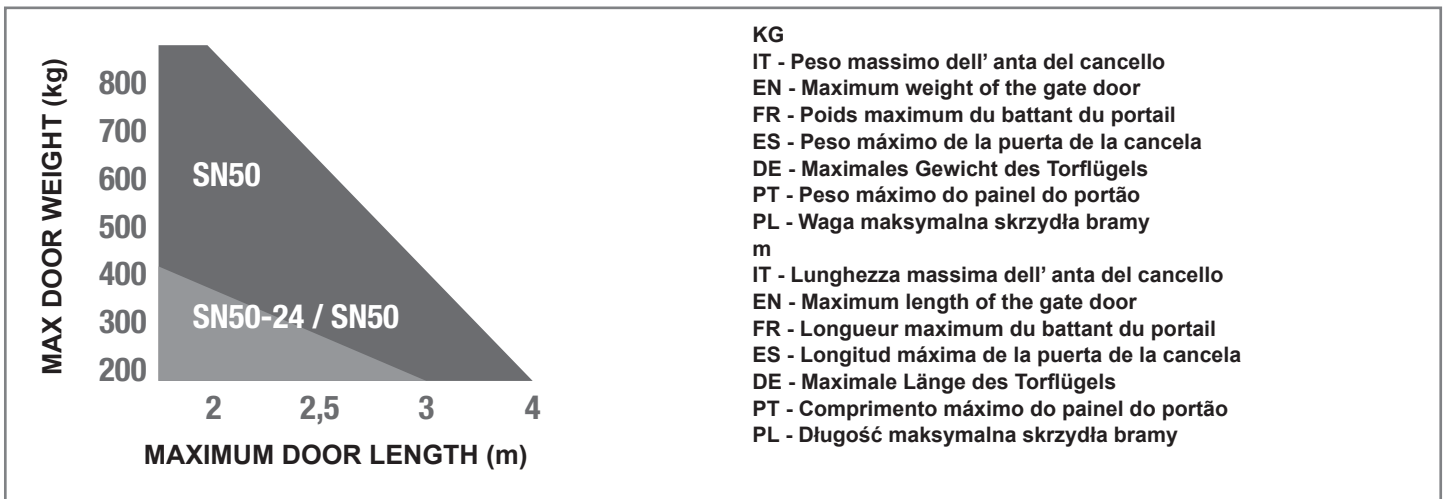 MAX DOOR WEIGHT (kg)
800
700
600
500
400
300
200
SN50
SN50-24 / SN50
2 2,5 3 4
MAXIMUM DOOR LENGTH (m)
KG
IT - Peso massimo dell' anta del cancello
EN - Maximum weight of the gate door
FR - Poids maximum du battant du portail
ES - Peso máximo de la puerta de la cancela
DE - Maximales Gewicht des Torflügels
PT - Peso máximo do painel do portão
PL - Waga maksymalna skrzydła bramy
m
IT - Lunghezza massima dell' anta del cancello
EN - Maximum length of the gate door
FR - Longueur maximum du battant du portail
ES - Longitud máxima de la puerta de la cancela
DE - Maximale Länge des Torflügels
PT - Comprimento máximo do painel do portão
PL - Długość maksymalna skrzydła bramy